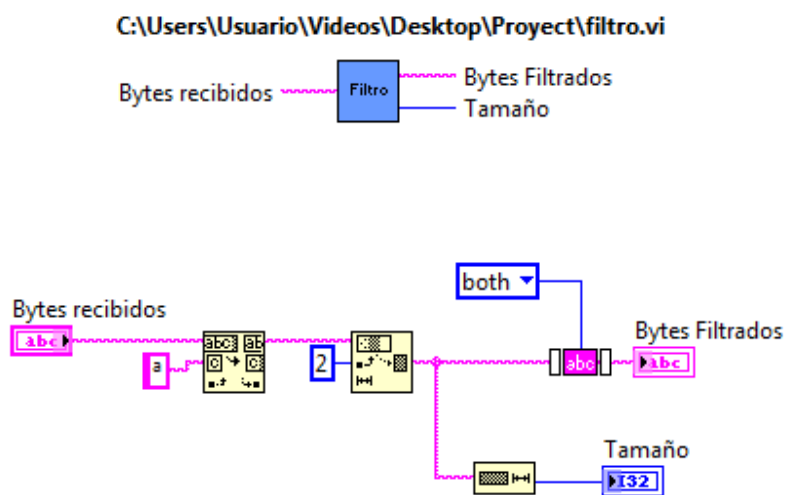 C:\Users\Usuario\Videos\Desktop\Proyect\filtro.vi
Bytes recibidos
Filtro
Bytes Filtrados
Tamaño
both
Bytes recibidos
abc
a
2
abc
Bytes Filtrados
abc
Tamaño
I32